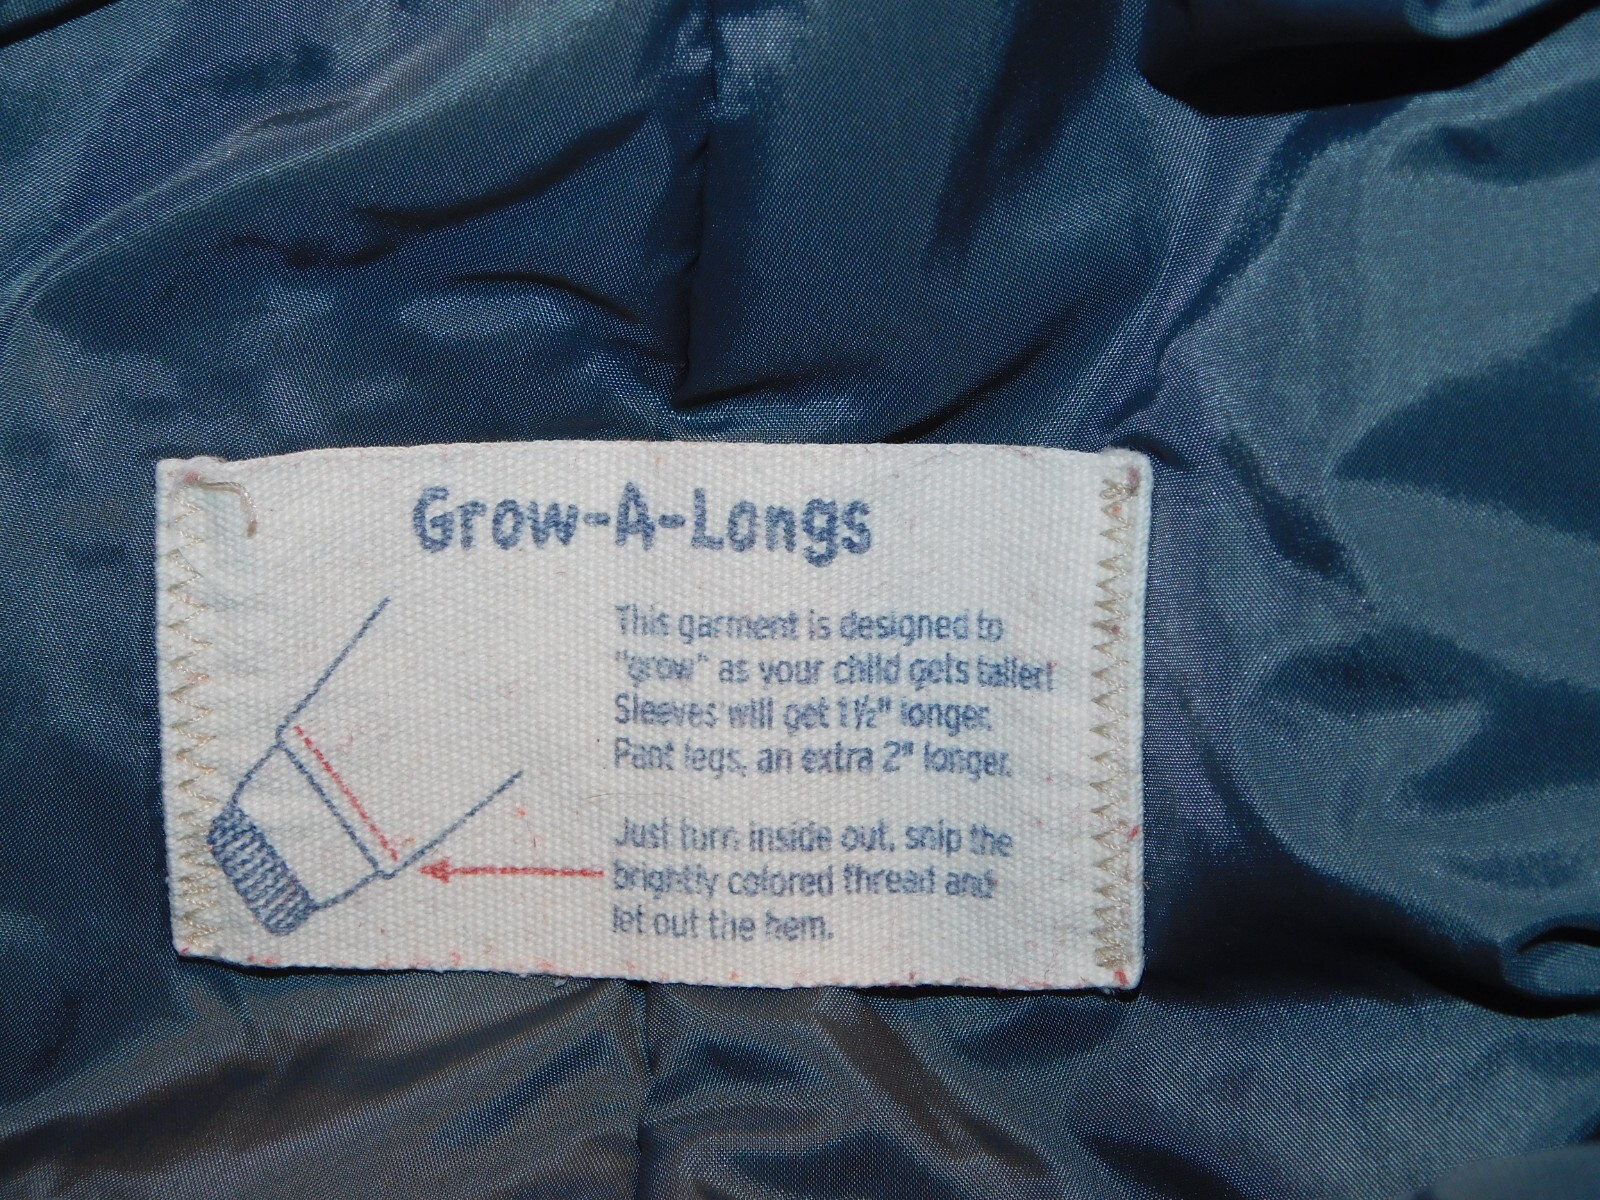 Grow-A-Longs
This garment is designed to
"grow" as your child gets taller!
Sleeves will get 1½" longer.
Pant legs, an extra 2" longer.
Just turn inside out, snip the
brightly colored thread and
let out the hem.